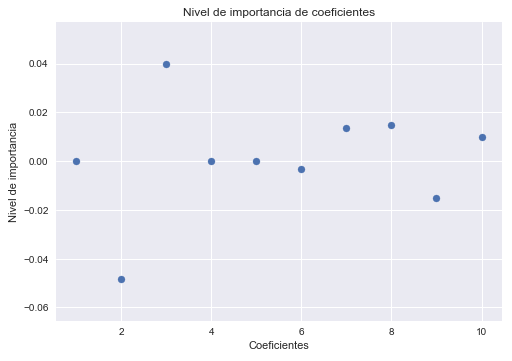 Nivel de importancia de coeficientes
Nivel de importancia
0.04
0.02
0.00
−0.02
−0.04
−0.06
2 4 6 8 10
Coeficientes